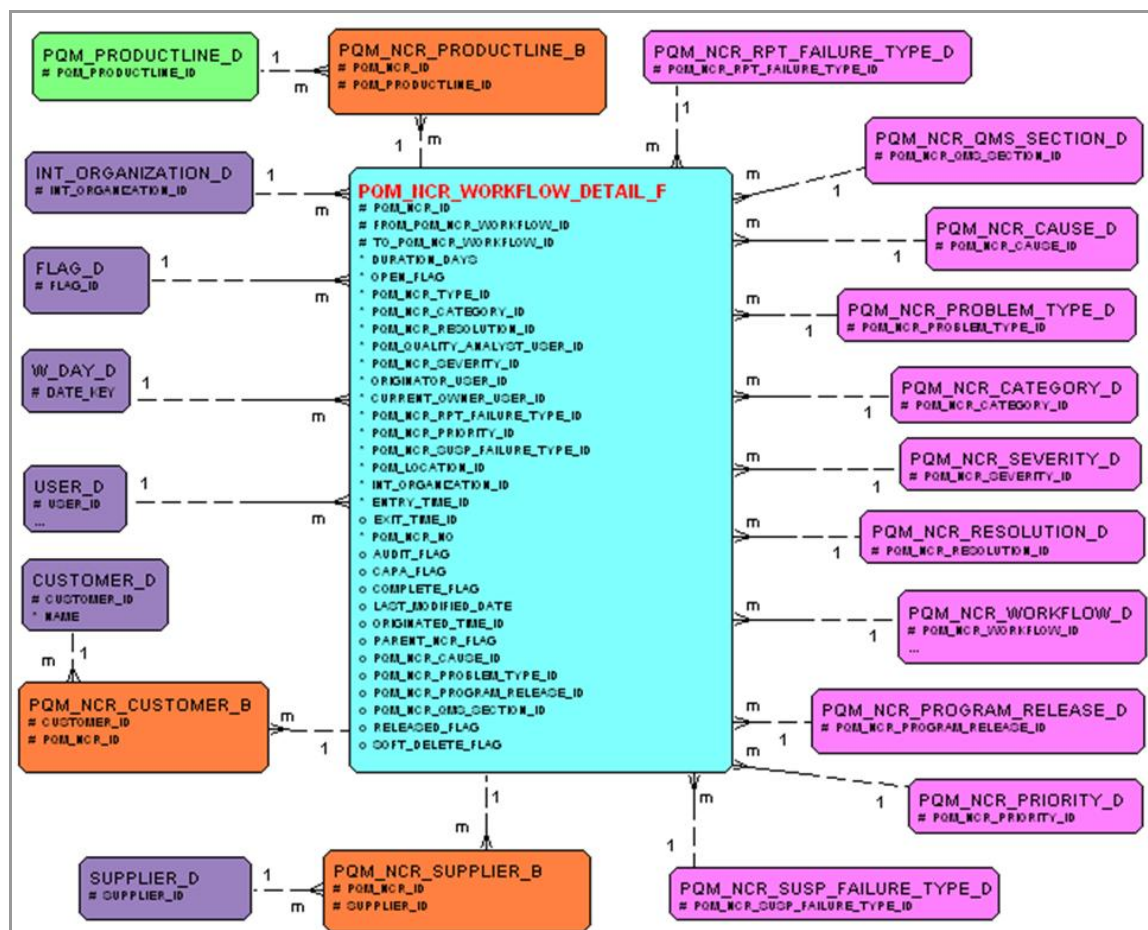 PQM_PRODUCTLINE_D
# PQM_PRODUCTLINE_ID
1
m
PQM_NCR_PRODUCTLINE_B
# PQM_NCR_ID
# PQM_PRODUCTLINE_ID
m
1
PQM_NCR_RPT_FAILURE_TYPE_D
# PQM_NCR_RPT_FAILURE_TYPE_ID
1
m
INT_ORGANIZATION_D
# INT_ORGANIZATION_ID
1
m
FLAG_D
# FLAG_ID
1
m
W_DAY_D
# DATE_KEY
1
m
USER_D
# USER_ID
...
1
m
CUSTOMER_D
# CUSTOMER_ID
* NAME
1
m
PQM_NCR_CUSTOMER_B
# CUSTOMER_ID
# PQM_NCR_ID
m
1
PQM_NCR_WORKFLOW_DETAIL_F
# PQM_NCR_ID
# FROM_PQM_NCR_WORKFLOW_ID
# TO_PQM_NCR_WORKFLOW_ID
* DURATION_DAYS
* OPEN_FLAG
* PQM_NCR_TYPE_ID
* PQM_NCR_CATEGORY_ID
* PQM_NCR_RESOLUTION_ID
* PQM_QUALITY_ANALYST_USER_ID
* PQM_NCR_SEVERITY_ID
* ORIGINATOR_USER_ID
* CURRENT_OWNER_USER_ID
* PQM_NCR_RPT_FAILURE_TYPE_ID
* PQM_NCR_PRIORITY_ID
* PQM_NCR_SUSP_FAILURE_TYPE_ID
* PQM_LOCATION_ID
* INT_ORGANIZATION_ID
* ENTRY_TIME_ID
o EXIT_TIME_ID
* PQM_NCR_NO
o AUDIT_FLAG
o CAPA_FLAG
o COMPLETE_FLAG
o LAST_MODIFIED_DATE
o ORIGINATED_TIME_ID
o PARENT_NCR_FLAG
o PQM_NCR_CAUSE_ID
o PQM_NCR_PROBLEM_TYPE_ID
o PQM_NCR_PROGRAM_RELEASE_ID
o PQM_NCR_QMS_SECTION_ID
o RELEASED_FLAG
o SOFT_DELETE_FLAG
m
1
PQM_NCR_QMS_SECTION_D
# PQM_NCR_QMS_SECTION_ID
m
1
PQM_NCR_CAUSE_D
# PQM_NCR_CAUSE_ID
m
1
PQM_NCR_PROBLEM_TYPE_D
# PQM_NCR_PROBLEM_TYPE_ID
m
1
PQM_NCR_CATEGORY_D
# PQM_NCR_CATEGORY_ID
m
1
PQM_NCR_SEVERITY_D
# PQM_NCR_SEVERITY_ID
m
1
PQM_NCR_RESOLUTION_D
# PQM_NCR_RESOLUTION_ID
m
1
PQM_NCR_WORKFLOW_D
# PQM_NCR_WORKFLOW_ID
...
m
1
PQM_NCR_PROGRAM_RELEASE_D
# PQM_NCR_PROGRAM_RELEASE_ID
m
1
PQM_NCR_PRIORITY_D
# PQM_NCR_PRIORITY_ID
m
1
PQM_NCR_SUSP_FAILURE_TYPE_D
# PQM_NCR_SUSP_FAILURE_TYPE_ID
1
m
PQM_NCR_SUPPLIER_B
# PQM_NCR_ID
# SUPPLIER_ID
SUPPLIER_D
# SUPPLIER_ID
1
m